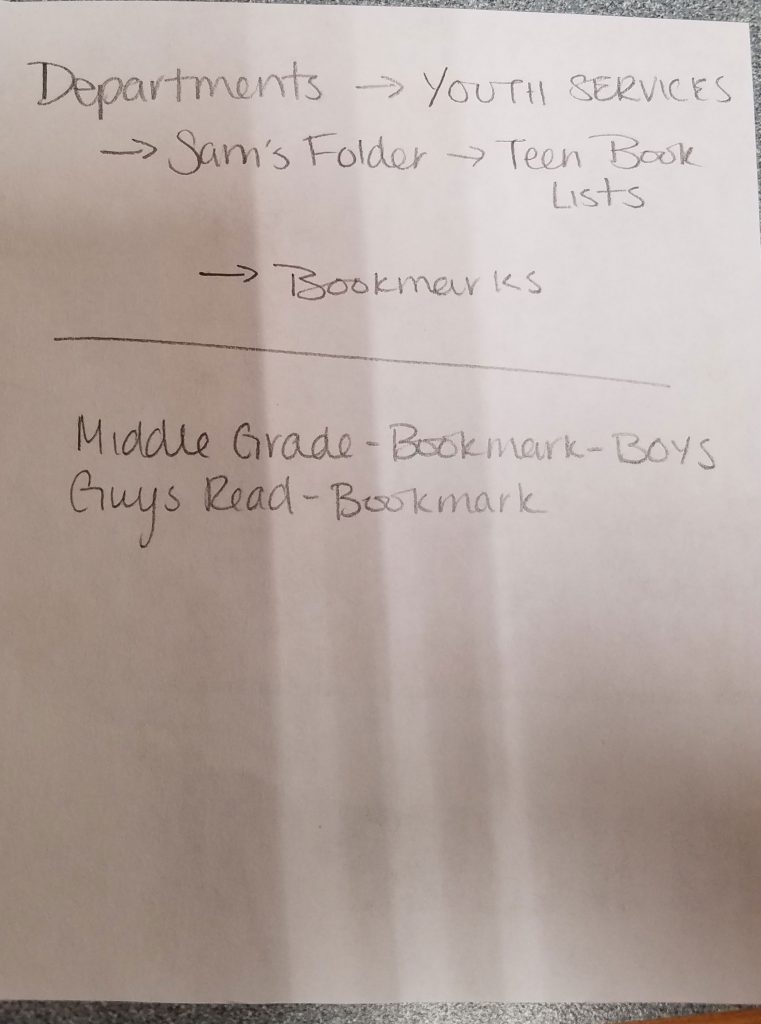 Departments → YOUTH SERVICES
→ Sam's Folder → Teen Book
Lists
→ Bookmarks
Middle Grade - Bookmark - BOYS
Guys Read - Bookmark